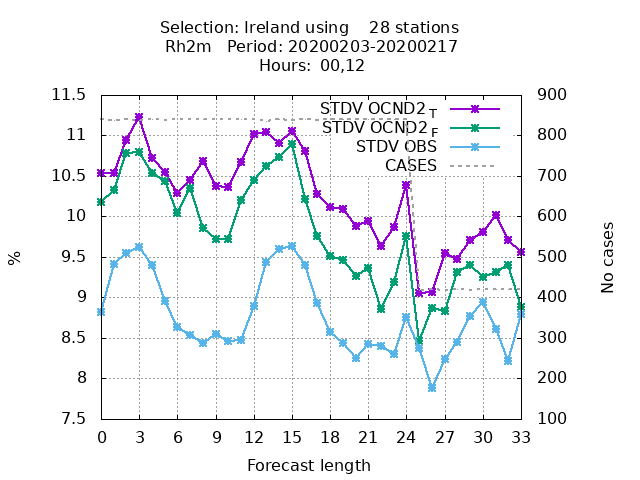 Selection: Ireland using 28 stations
Rh2m Period: 20200203-20200217
Hours: 00,12
11.5
11
10.5
10
9.5
9
8.5
8
7.5
%
STDV OCND2 T
STDV OCND2 F
STDV OBS
CASES
900
800
700
600
500
400
300
200
100
No cases
0 3 6 9 12 15 18 21 24 27 30 33
Forecast length